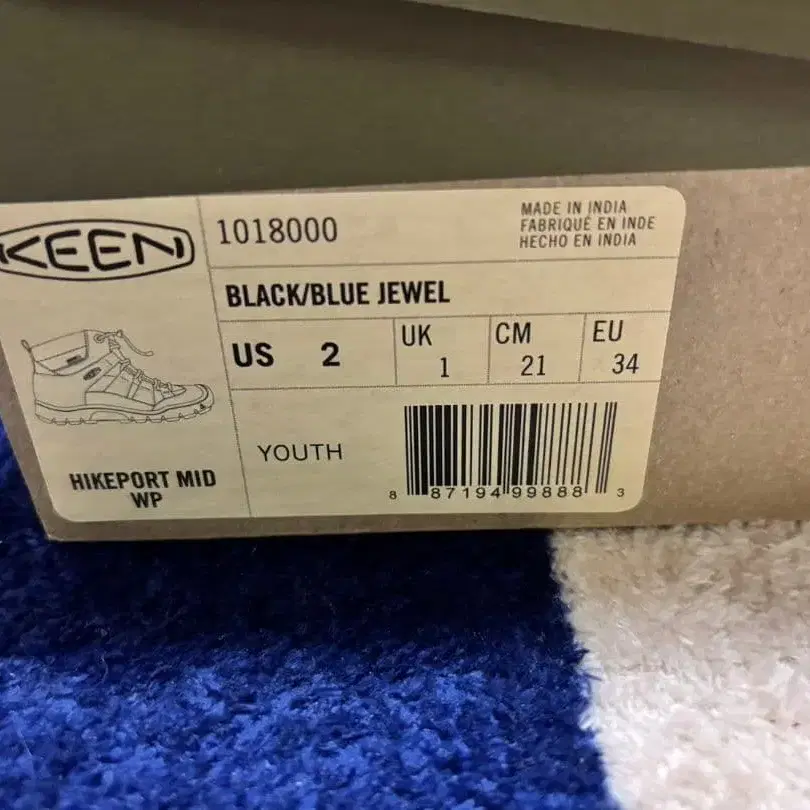 KEEN
1018000
MADE IN INDIA
FABRIQUÉ EN INDE
HECHO EN INDIA
BLACK/BLUE JEWEL
US 2
UK 1
CM 21
EU 34
YOUTH
HIKEPORT MID
WP
8 87194 99888 3